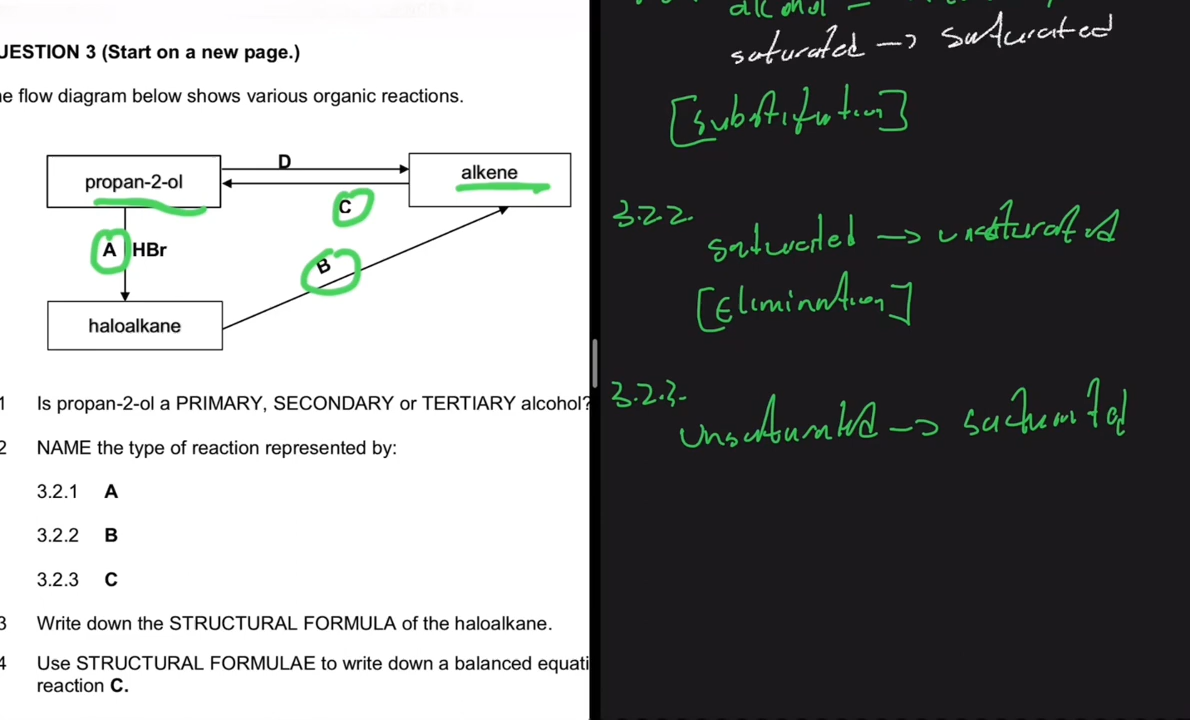 UESTION 3 (Start on a new page.)
e flow diagram below shows various organic reactions.
propan-2-ol
D
alkene
C
A HBr
B
haloalkane
1 Is propan-2-ol a PRIMARY, SECONDARY or TERTIARY alcohol?
2 NAME the type of reaction represented by:
3.2.1 A
3.2.2 B
3.2.3 C
3 Write down the STRUCTURAL FORMULA of the haloalkane.
4 Use STRUCTURAL FORMULAE to write down a balanced equati
reaction C.
alcohol =
saturated → saturated
[Substitution]
3.2.2. saturated → unsaturated
[Elimination]
3.2.3. unsaturated → saturated